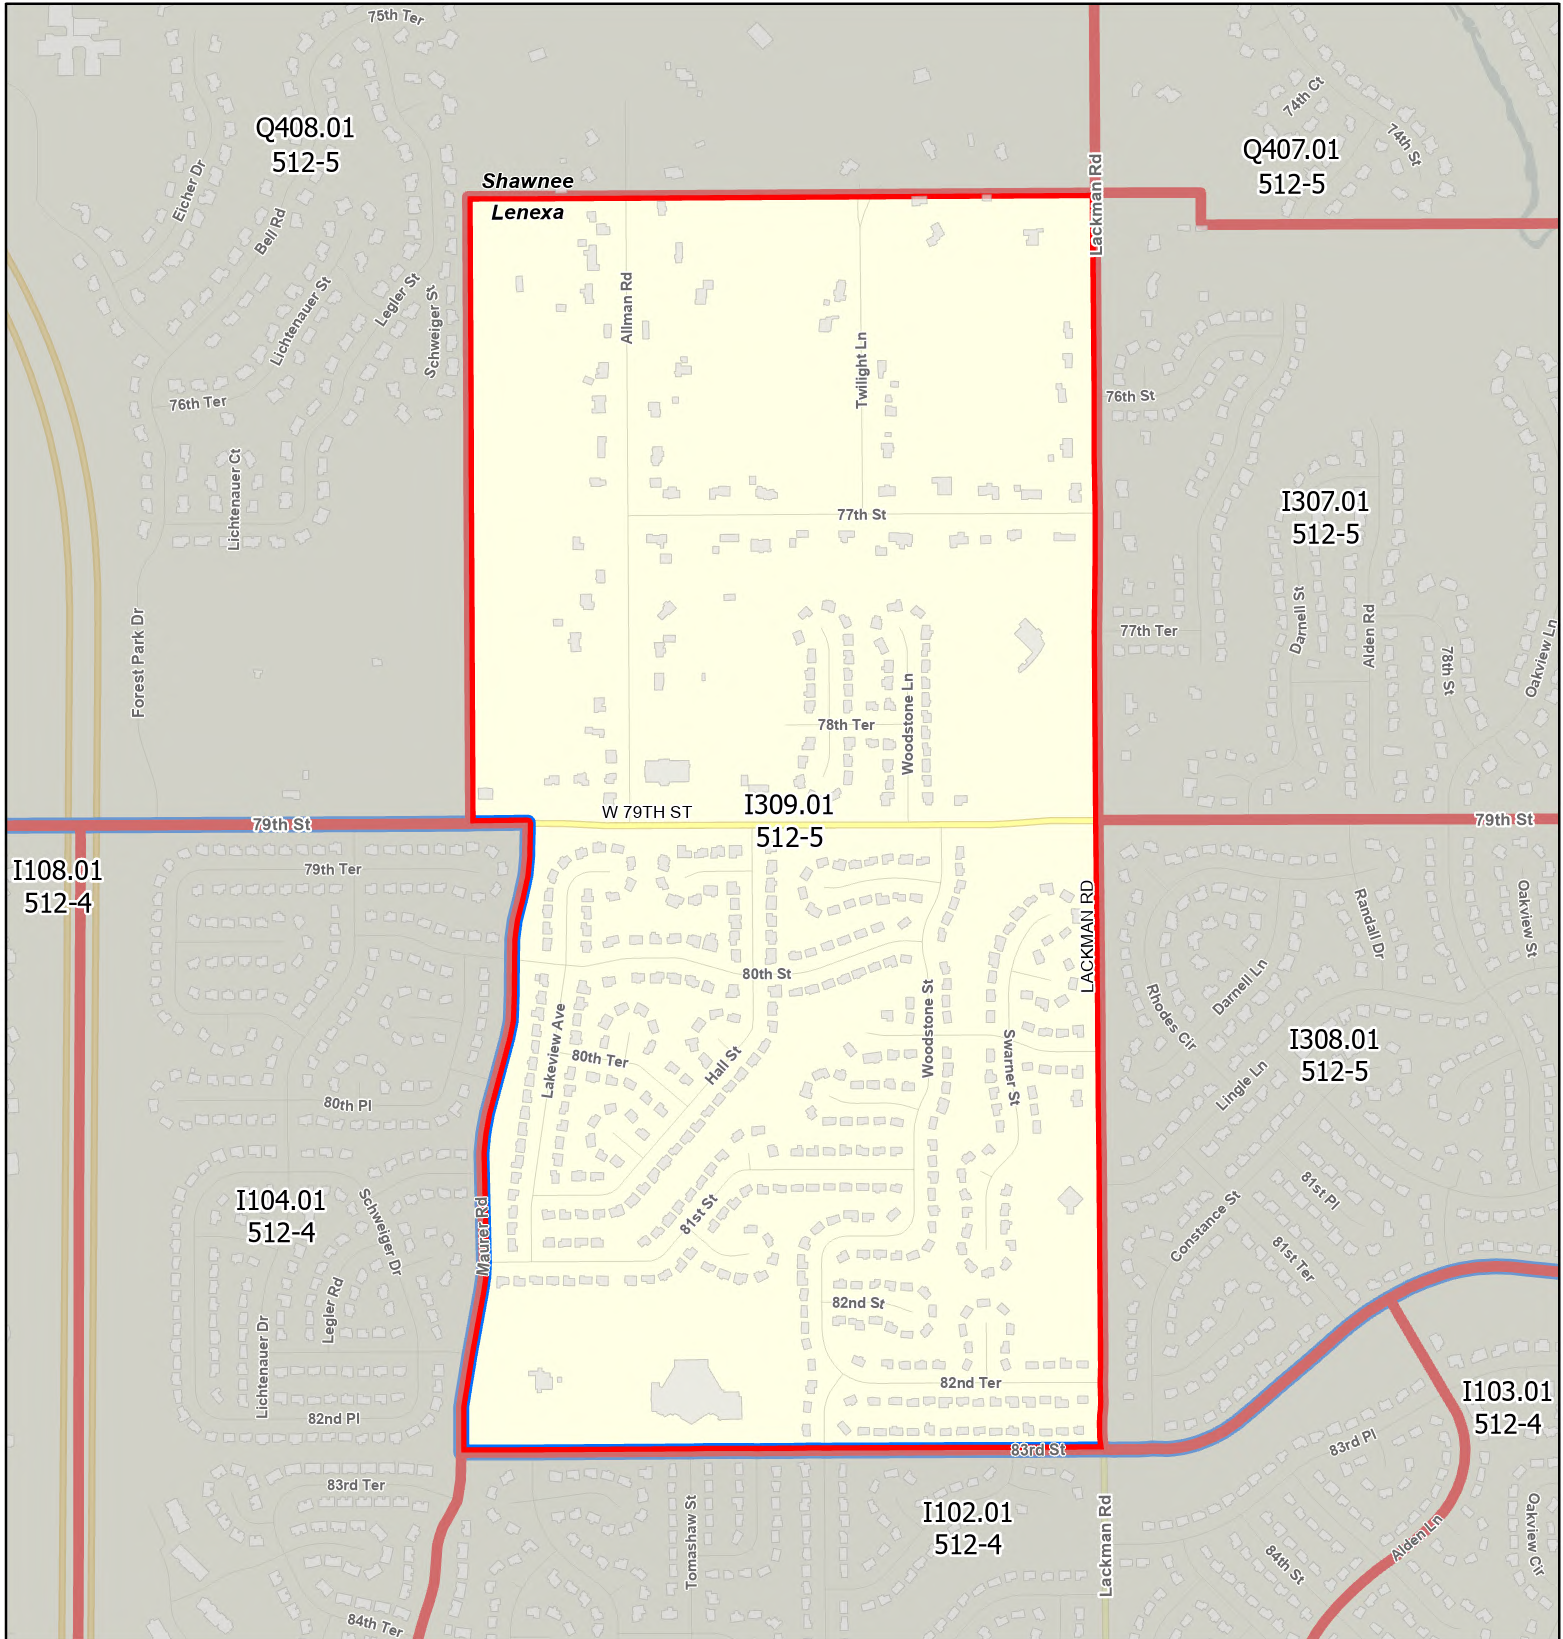 75th Ter
Q408.01
512-5
Eicher Dr
Bell Rd
Lichtenauer St
Legler St
Schweiger St
76th Ter
Lichtenauer Ct
Forest Park Dr
Shawnee
Lenexa
Lackman Rd
74th Ct
74th St
Q407.01
512-5
Allman Rd
Twilight Ln
77th St
76th St
I307.01
512-5
77th Ter
Darnell St
Alden Rd
78th St
Oakview Ln
78th Ter
Woodstone Ln
W 79TH ST
I309.01
512-5
79th St
79th St
I108.01
512-4
79th Ter
80th Pl
I104.01
512-4
Schweiger Dr
Legler Rd
Lichtenauer Dr
82nd Pl
Maurer Rd
Lakeview Ave
80th St
80th Ter
Hall St
81st St
Woodstone St
Swarner St
LACKMAN RD
82nd St
82nd Ter
83rd St
Randall Dr
Oakview St
Darnell Ln
Rhodes Cir
I308.01
512-5
Lingle Ln
81st Pl
Constance St
81st Ter
I103.01
512-4
83rd Pl
83rd Ter
Tomashaw St
I102.01
512-4
Lackman Rd
84th St
Alden Ln
Oakview Cir
84th Ter